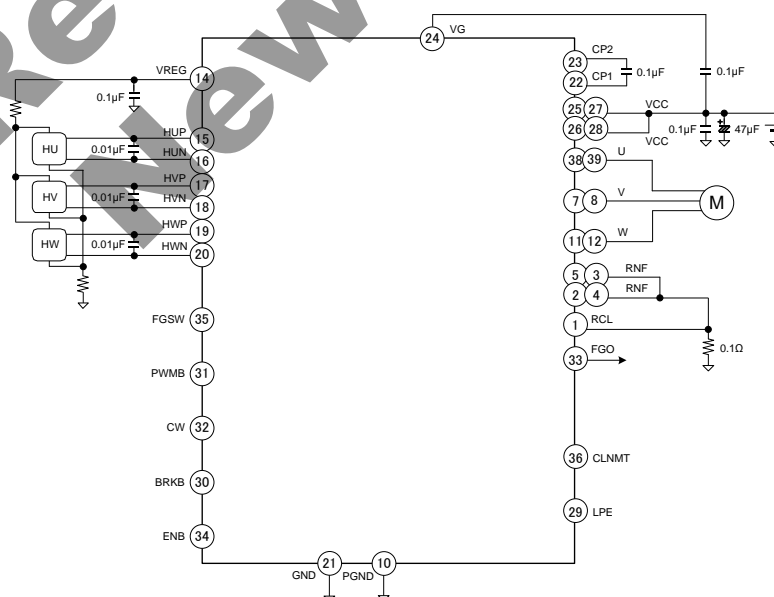 Re
New
24
VG
VREG
14
0.1µF
23
CP2
22
CP1
0.1µF
0.1µF
25
27
VCC
26
28
VCC
0.1µF
+
47µF
HU
HUP
15
0.01µF
HUN
16
HV
HVP
17
0.01µF
HVN
18
HW
HWP
19
0.01µF
HWN
20
38
39
U
7
8
V
M
11
12
W
5
3
RNF
2
4
RNF
1
RCL
0.1Ω
33
FGO
FGSW
35
PWMB
31
CW
32
BRKB
30
ENB
34
36
CLNMT
29
LPE
GND
21
PGND
10